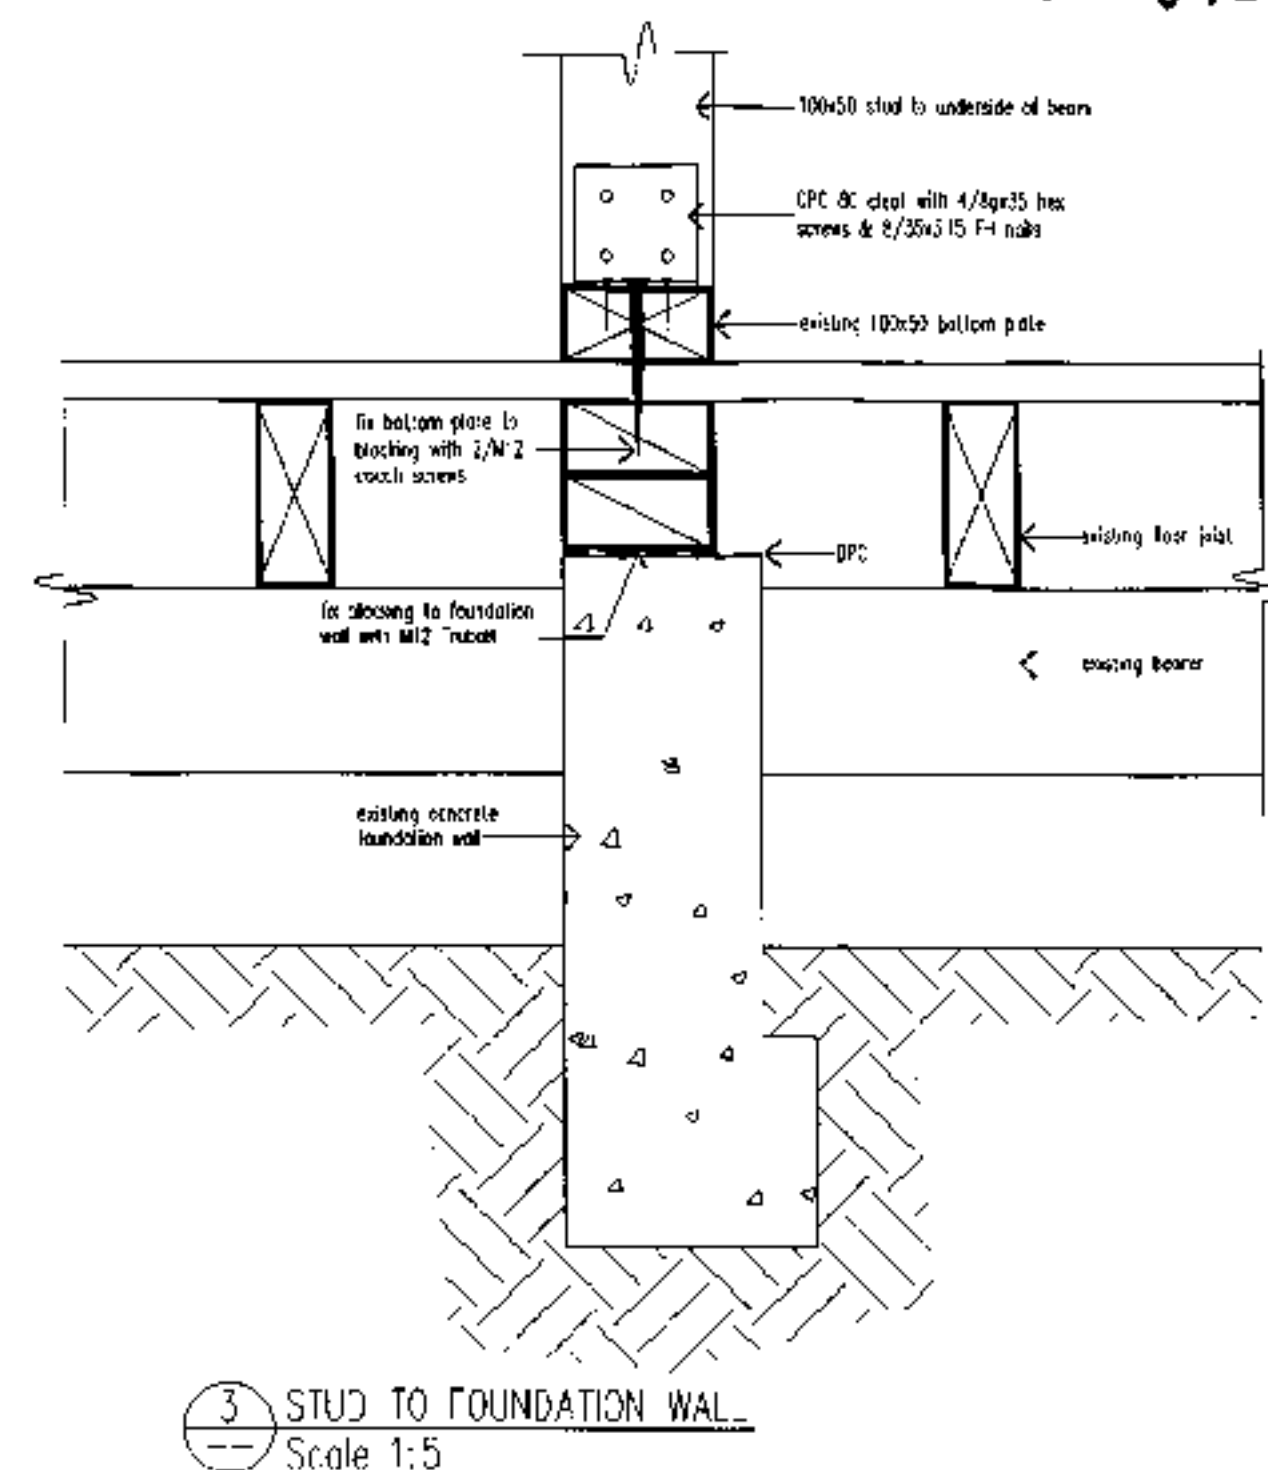 100x50 stud to underside of beam
CPC 80 cleat with 4/8gx35 hex
screws & 8/35x3.15 FH nails
existing 100x50 bottom plate
fix bottom plate to
blocking with 2/M12
coach screws
existing floor joist
DPC
fix blocking to foundation
wall with M12 Trubolt
existing bearer
existing concrete
foundation wall
3 STUD TO FOUNDATION WALL
-- Scale 1:5